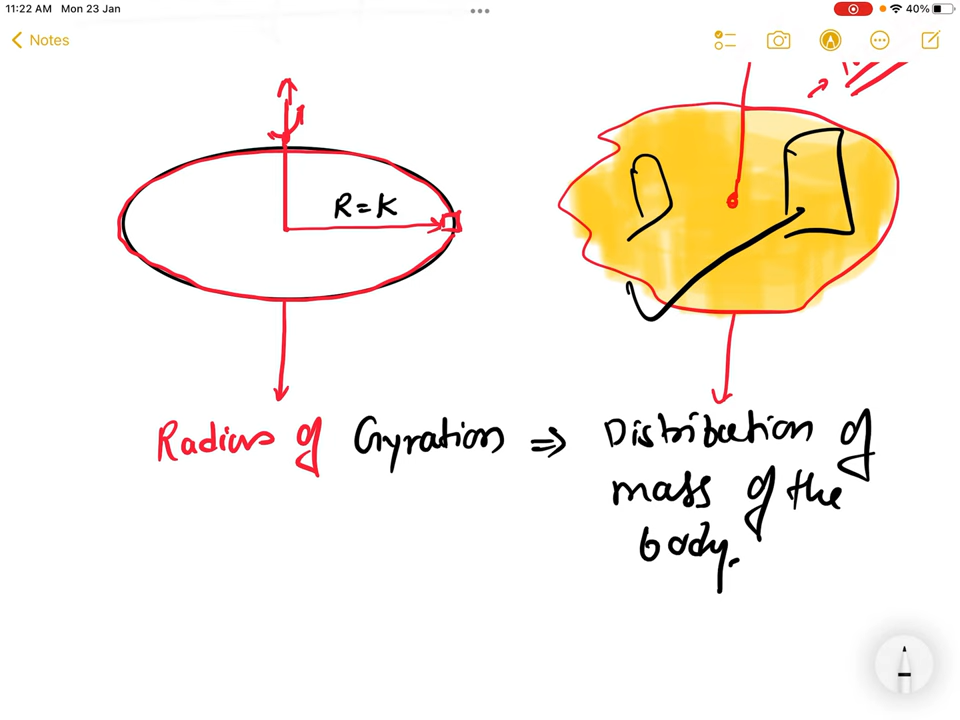 11:22 AM Mon 23 Jan
40%
Notes
R=K
Radius of Gyration ⇒ Distribution of
mass of the
body.